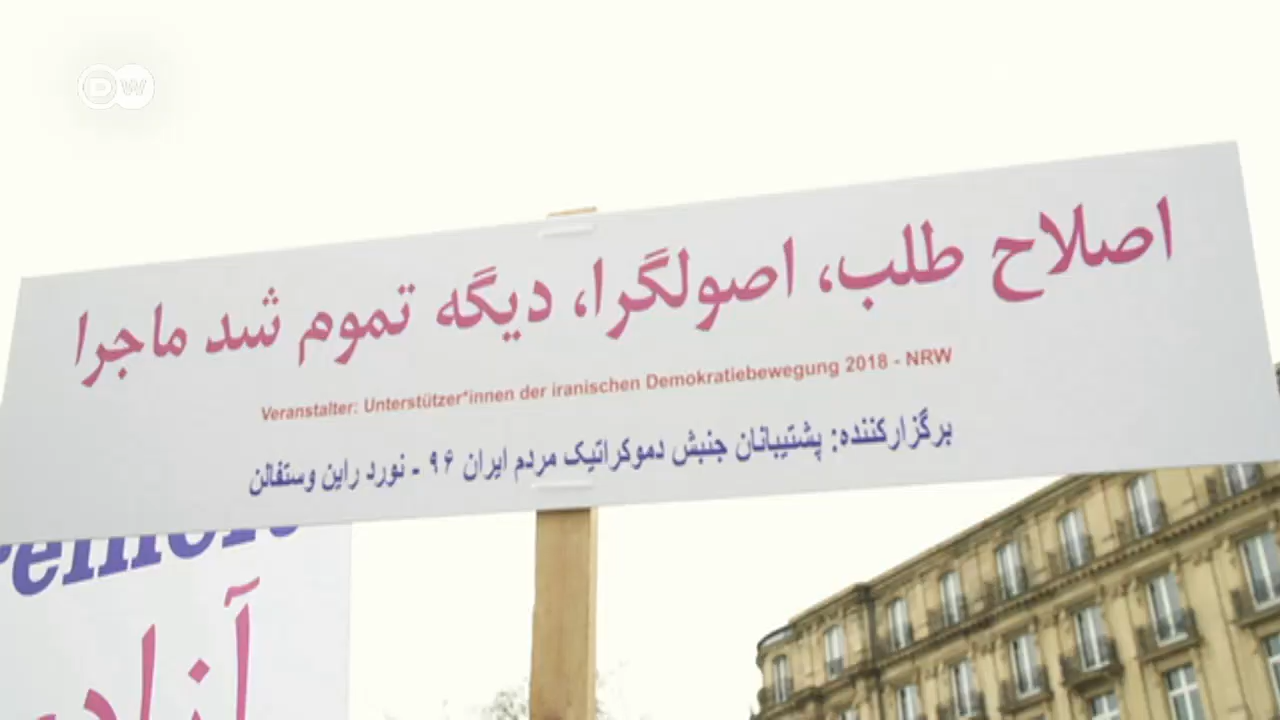 DW
اصلاح طلب، اصولگرا، دیگه تموم شد ماجرا
Veranstalter: Unterstützer*innen der iranischen Demokratiebewegung 2018 - NRW
برگزارکننده: پشتیبانان جنبش دموکراتیک مردم ایران ۹۶ - نورد راین وستفالن